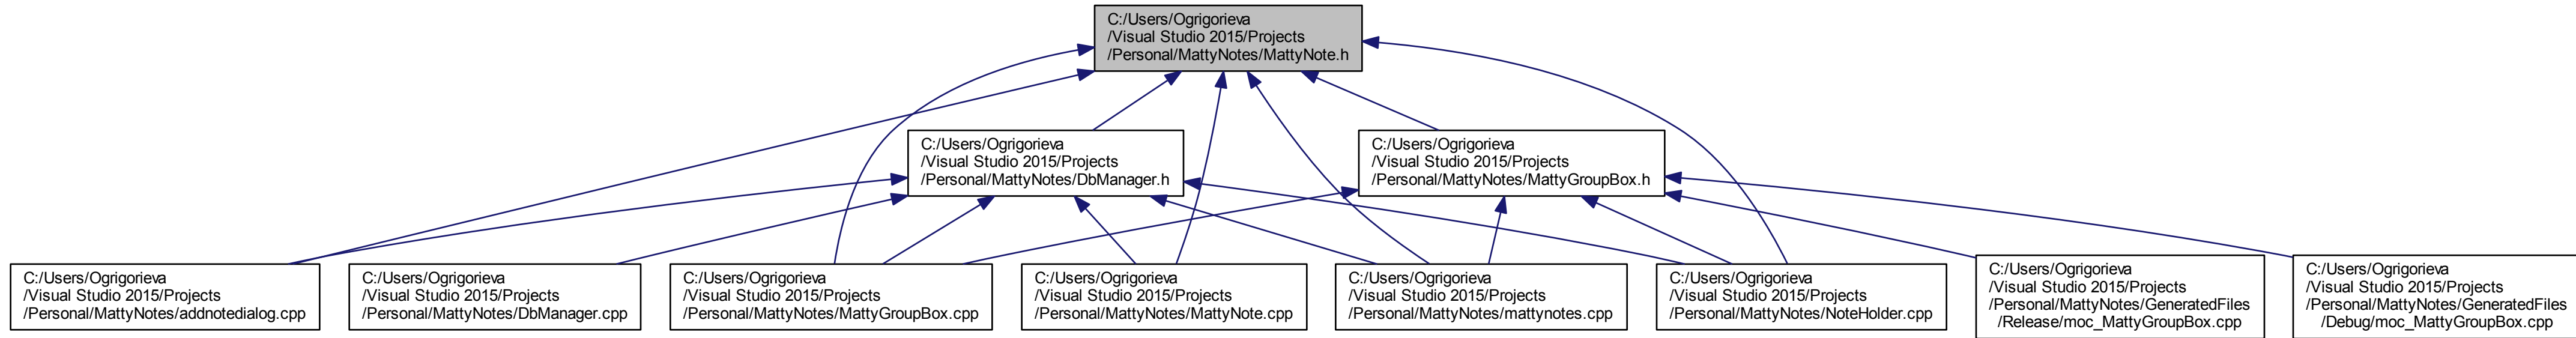 C:/Users/Ogrigorieva
/Visual Studio 2015/Projects
/Personal/MattyNotes/MattyNote.h
C:/Users/Ogrigorieva
/Visual Studio 2015/Projects
/Personal/MattyNotes/DbManager.h
C:/Users/Ogrigorieva
/Visual Studio 2015/Projects
/Personal/MattyNotes/MattyGroupBox.h
C:/Users/Ogrigorieva
/Visual Studio 2015/Projects
/Personal/MattyNotes/addnotedialog.cpp
C:/Users/Ogrigorieva
/Visual Studio 2015/Projects
/Personal/MattyNotes/DbManager.cpp
C:/Users/Ogrigorieva
/Visual Studio 2015/Projects
/Personal/MattyNotes/MattyGroupBox.cpp
C:/Users/Ogrigorieva
/Visual Studio 2015/Projects
/Personal/MattyNotes/MattyNote.cpp
C:/Users/Ogrigorieva
/Visual Studio 2015/Projects
/Personal/MattyNotes/mattynotes.cpp
C:/Users/Ogrigorieva
/Visual Studio 2015/Projects
/Personal/MattyNotes/NoteHolder.cpp
C:/Users/Ogrigorieva
/Visual Studio 2015/Projects
/Personal/MattyNotes/GeneratedFiles
/Release/moc_MattyGroupBox.cpp
C:/Users/Ogrigorieva
/Visual Studio 2015/Projects
/Personal/MattyNotes/GeneratedFiles
/Debug/moc_MattyGroupBox.cpp